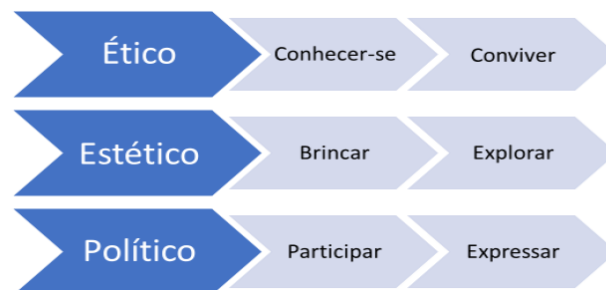 Ético Conhecer-se Conviver
Estético Brincar Explorar
Político Participar Expressar